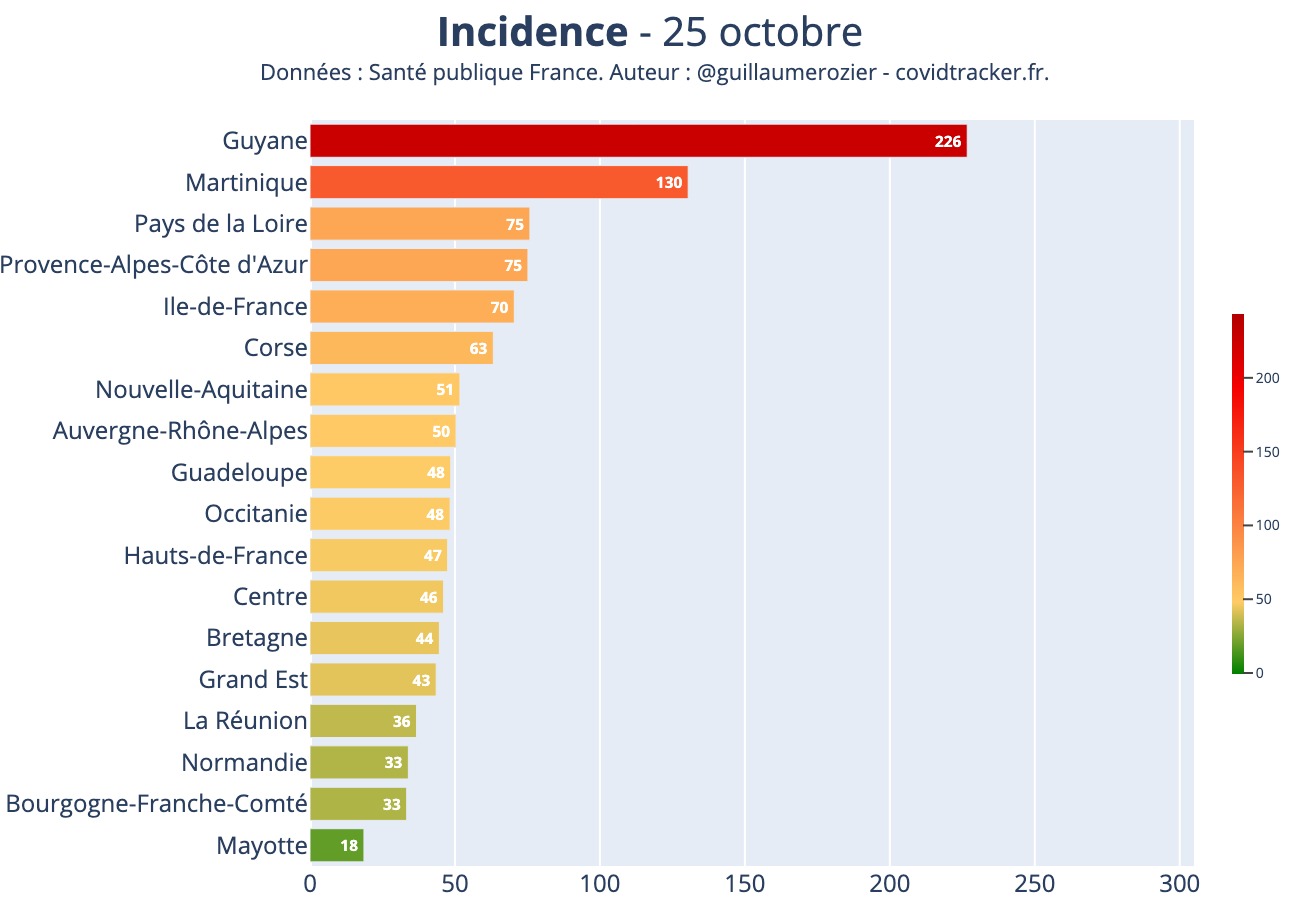 Incidence - 25 octobre
Données : Santé publique France. Auteur : @guillaumerozier - covidtracker.fr.
Guyane 226
Martinique 130
Pays de la Loire 75
Provence-Alpes-Côte d'Azur 75
Ile-de-France 70
Corse 63
Nouvelle-Aquitaine 51
Auvergne-Rhône-Alpes 50
Guadeloupe 48
Occitanie 48
Hauts-de-France 47
Centre 46
Bretagne 44
Grand Est 43
La Réunion 36
Normandie 33
Bourgogne-Franche-Comté 33
Mayotte 18
0 50 100 150 200 250 300
200
150
100
50
0